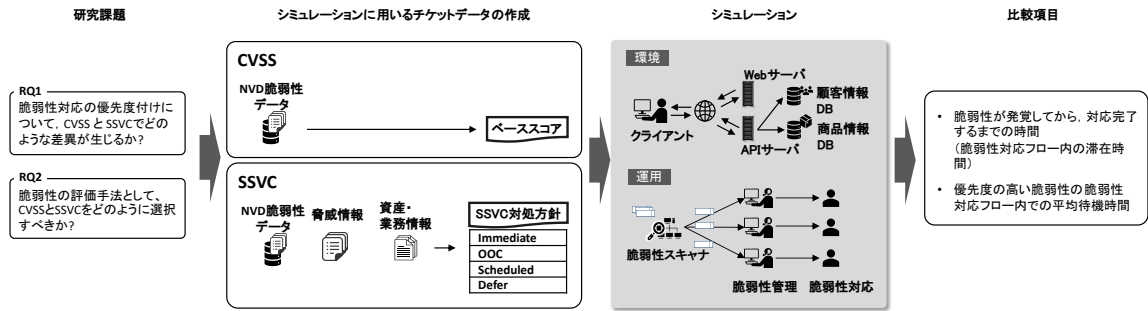 研究課題
シミュレーションに用いるチケットデータの作成
シミュレーション
比較項目
RQ1
脆弱性対応の優先度付けに
ついて、CVSS と SSVCでどの
ような差異が生じるか?
RQ2
脆弱性の評価手法として、
CVSSとSSVCをどのように選択
すべきか?
CVSS
NVD脆弱性
データ
ベーススコア
SSVC
NVD脆弱性
データ
脅威情報
資産・
業務情報
SSVC対処方針
Immediate
OOC
Scheduled
Defer
環境
Webサーバ
クライアント
APIサーバ
顧客情報
DB
商品情報
DB
運用
脆弱性スキャナ
脆弱性管理
脆弱性対応
• 脆弱性が発覚してから、対応完了
するまでの時間
（脆弱性対応フロー内の滞在時
間）
• 優先度の高い脆弱性の脆弱性
対応フロー内での平均待機時間